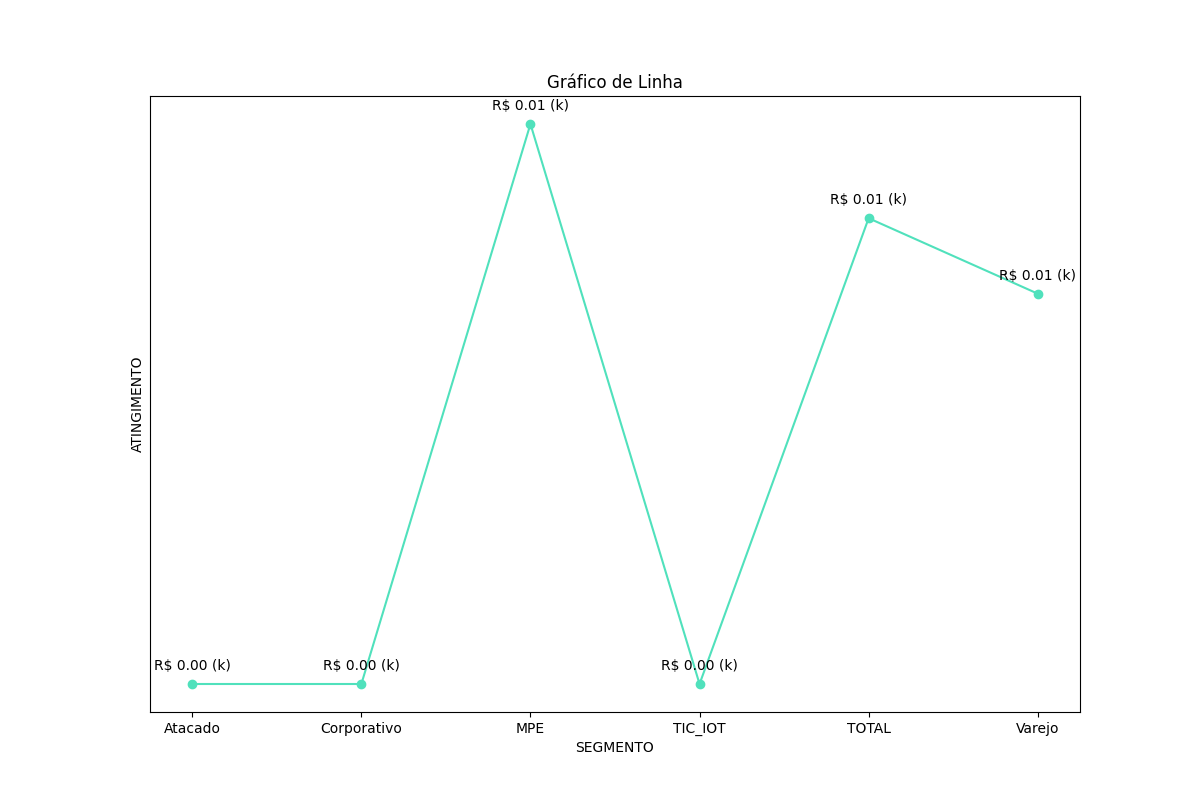 Gráfico de Linha
R$ 0.01 (k)
R$ 0.01 (k)
R$ 0.01 (k)
ATINGIMENTO
R$ 0.00 (k)
R$ 0.00 (k)
R$ 0.00 (k)
Atacado
Corporativo
MPE
TIC_IOT
TOTAL
Varejo
SEGMENTO